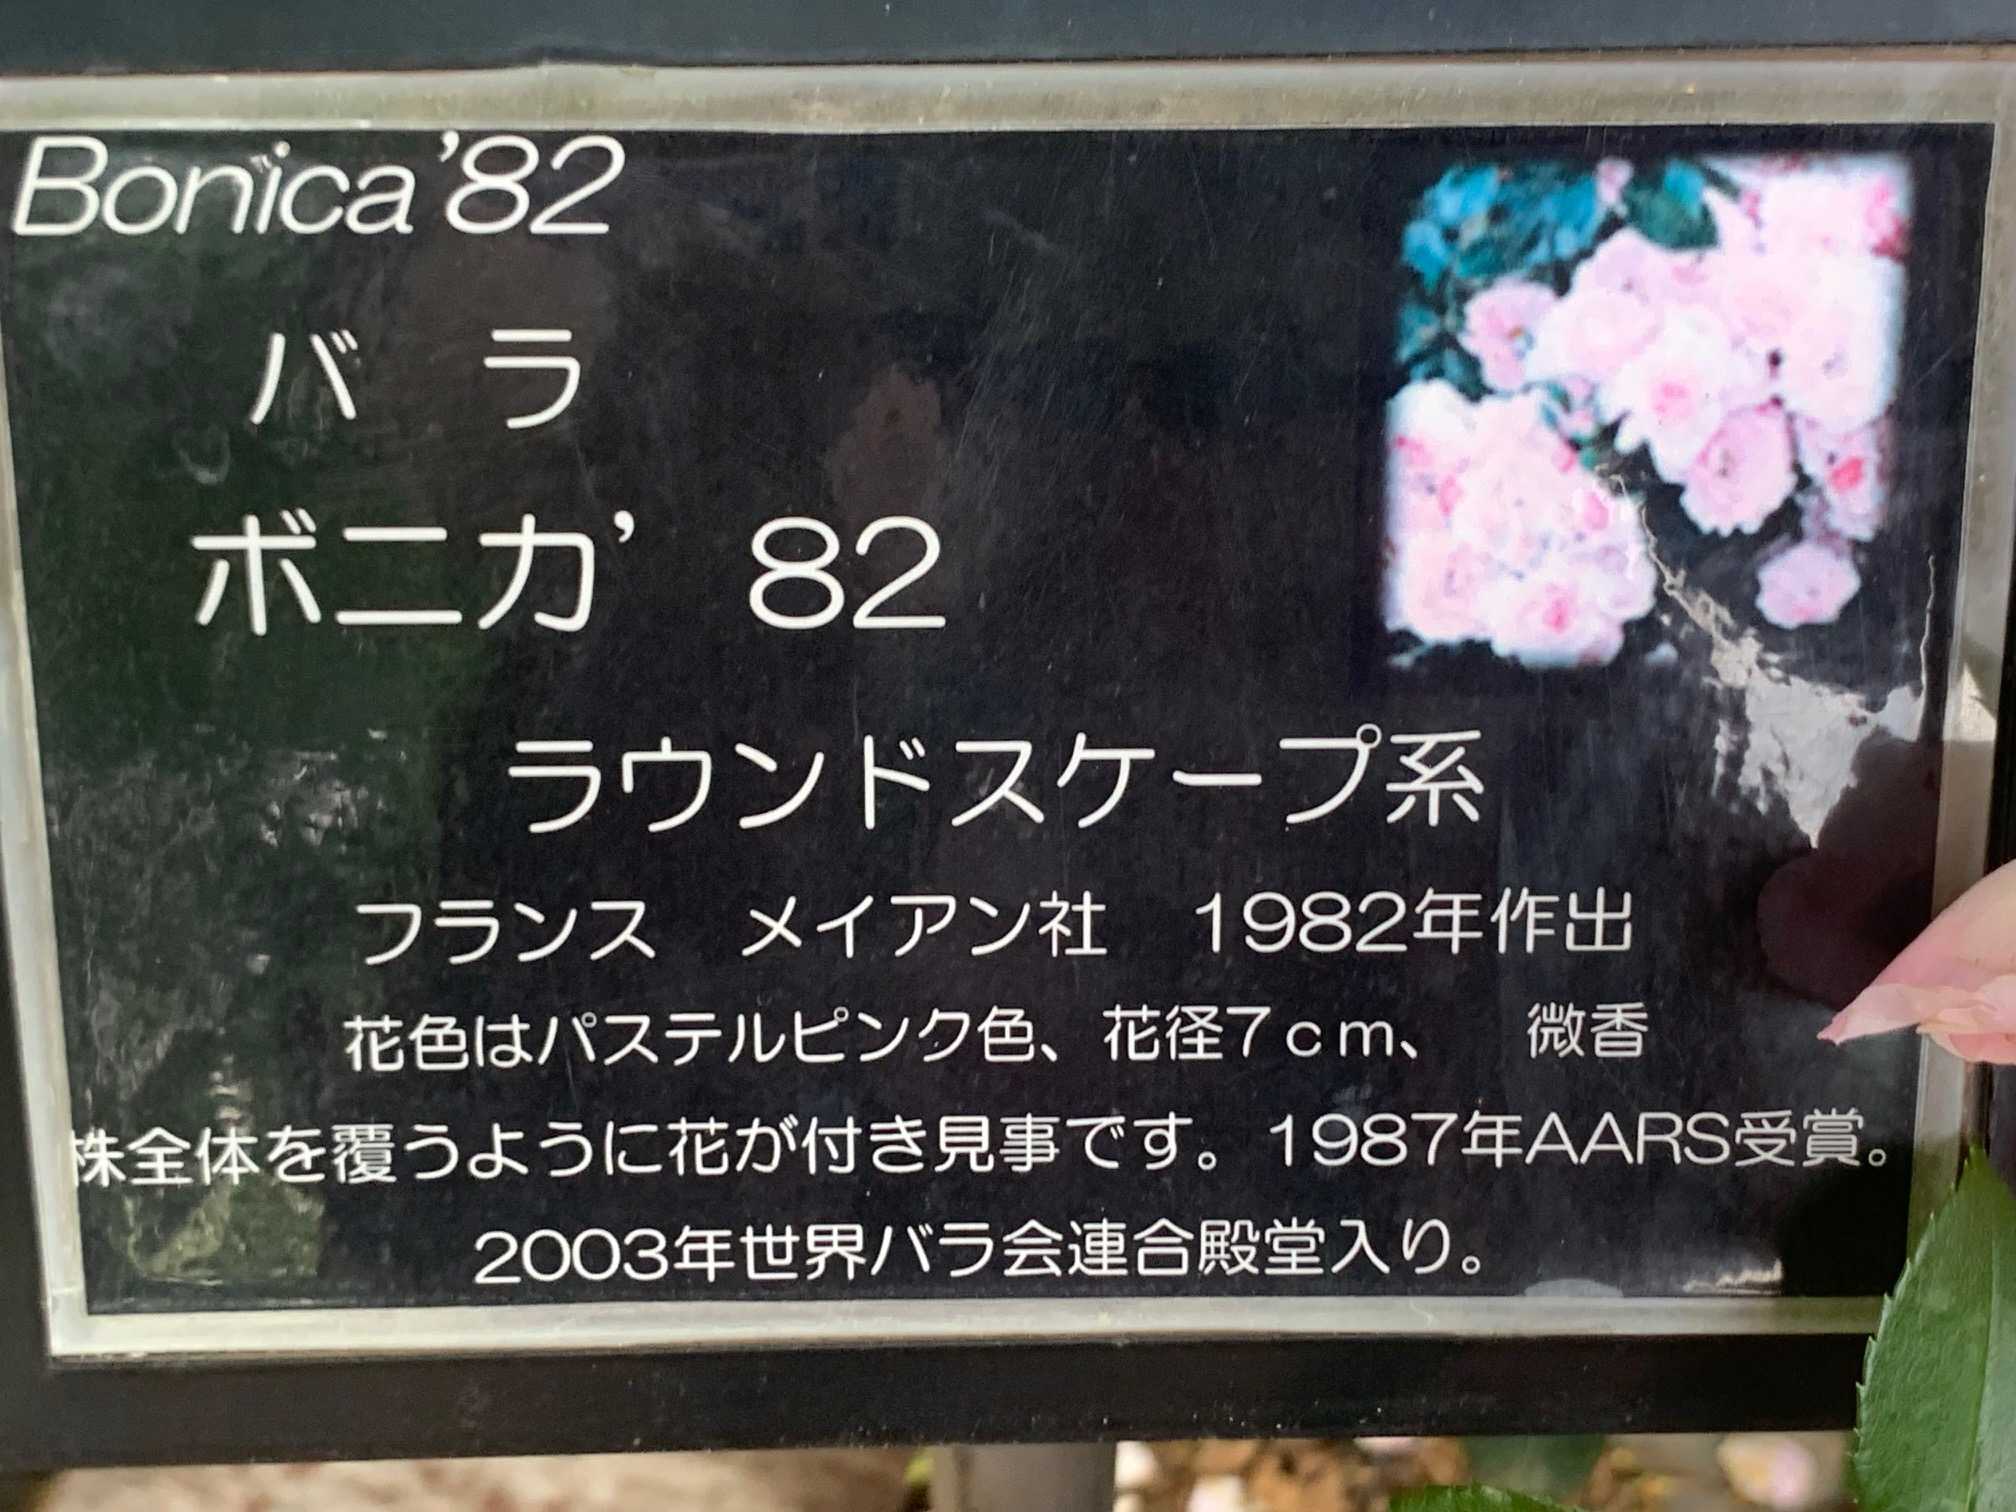 Bonica'82
バ　ラ
ボニカ'　82
ラウンドスケープ系
フランス　メイアン社　1982年作出
花色はパステルピンク色、花径7cm、　微香
株全体を覆うように花が付き見事です。1987年AARS受賞。
2003年世界バラ会連合殿堂入り。